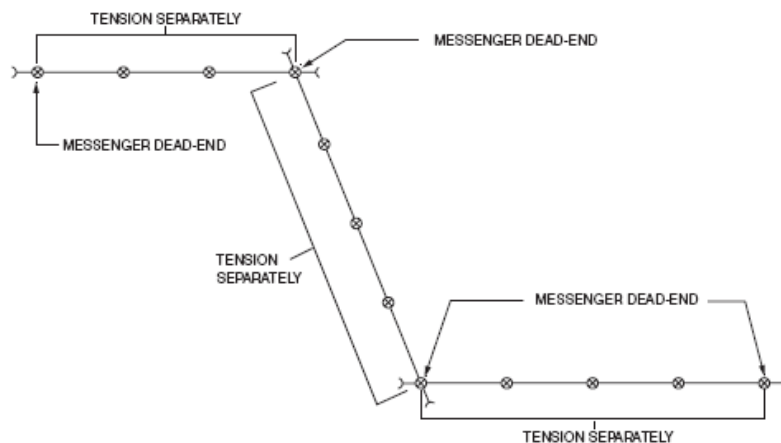 TENSION SEPARATELY
MESSENGER DEAD-END
MESSENGER DEAD-END
TENSION
SEPARATELY
MESSENGER DEAD-END
TENSION SEPARATELY